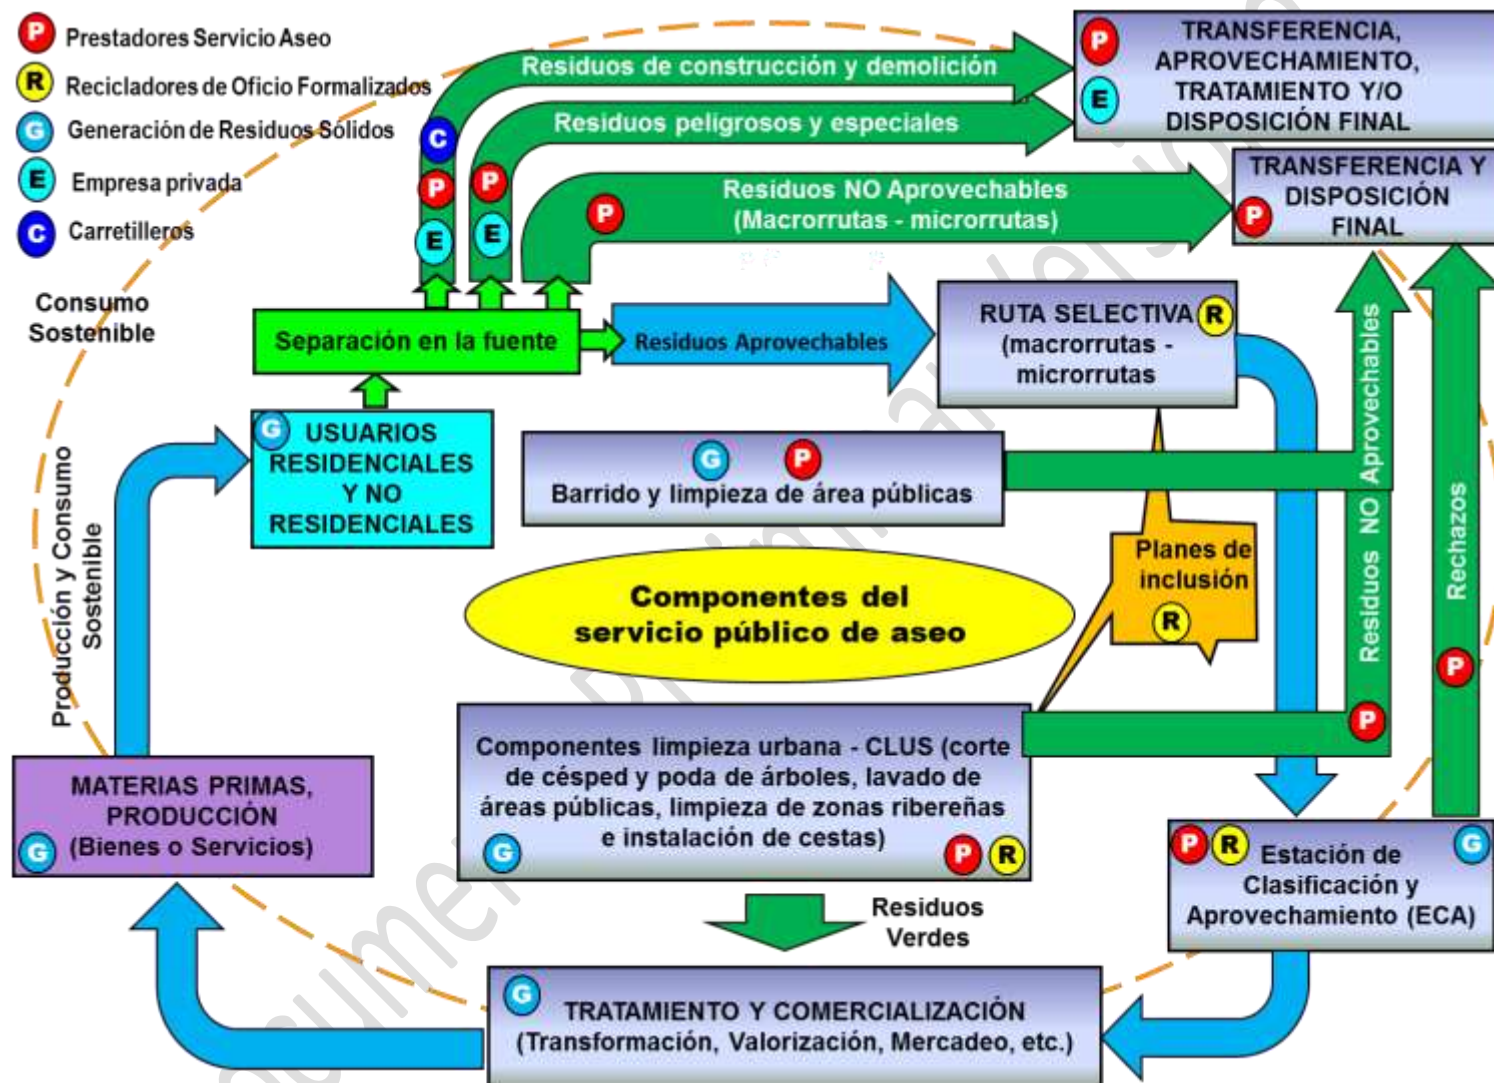 P Prestadores Servicio Aseo
R Recicladores de Oficio Formalizados
G Generación de Residuos Sólidos
E Empresa privada
C Carretilleros
Consumo
Sostenible
Residuos de construcción y demolición
C
P
E
Residuos peligrosos y especiales
P
E
Residuos NO Aprovechables
(Macrorrutas - microrrutas)
P
P
E
TRANSFERENCIA,
APROVECHAMIENTO,
TRATAMIENTO Y/O
DISPOSICIÓN FINAL
TRANSFERENCIA Y
DISPOSICIÓN
FINAL
P
Separación en la fuente
Residuos Aprovechables
RUTA SELECTIVA
(macrorrutas -
microrrutas
R
G
USUARIOS
RESIDENCIALES
Y NO
RESIDENCIALES
G P
Barrido y limpieza de área públicas
Planes de
inclusión
R
Residuos NO Aprovechables
P
Rechazos
P
Producción y Consumo
Sostenible
Componentes del
servicio público de aseo
Componentes limpieza urbana - CLUS (corte
de césped y poda de árboles, lavado de
áreas públicas, limpieza de zonas ribereñas
e instalación de cestas)
G P R
MATERIAS PRIMAS,
PRODUCCIÓN
(Bienes o Servicios)
G
P R G
Estación de
Clasificación y
Aprovechamiento (ECA)
Residuos
Verdes
G
TRATAMIENTO Y COMERCIALIZACIÓN
(Transformación, Valorización, Mercadeo, etc.)